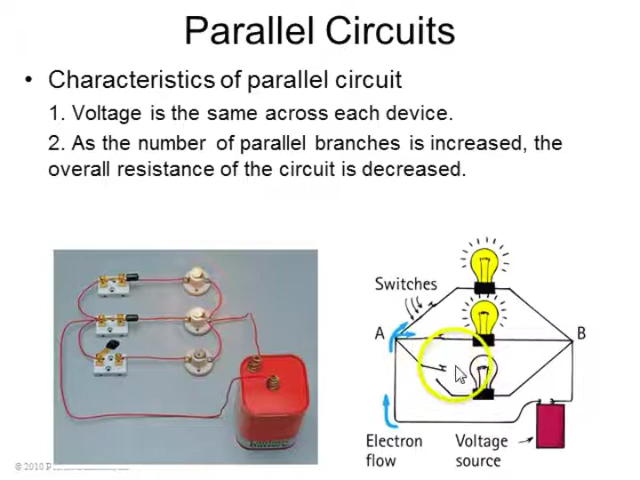 Parallel Circuits
• Characteristics of parallel circuit
1. Voltage is the same across each device.
2. As the number of parallel branches is increased, the
overall resistance of the circuit is decreased.
Switches
A
B
Electron
flow
Voltage
source
© 2010